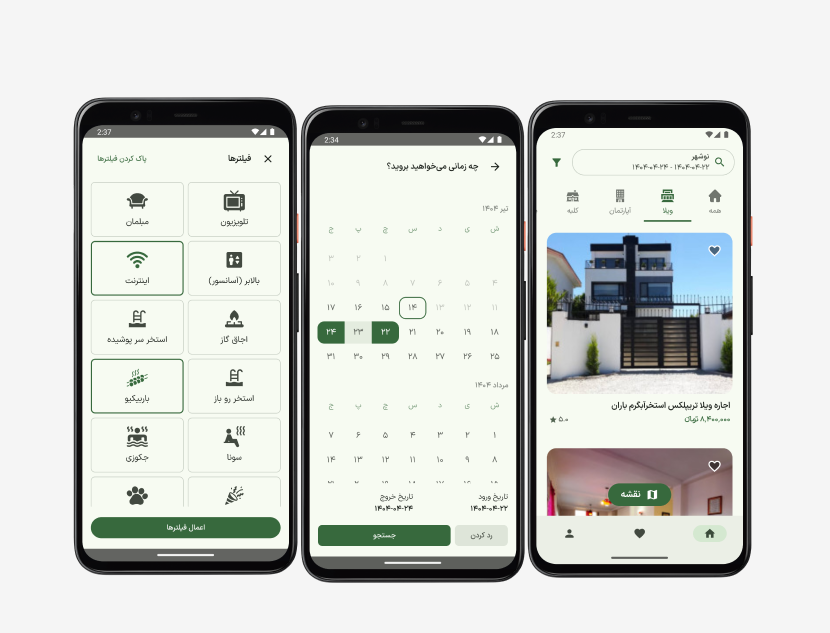 2:37
نوشهر
۱۴۰۴-۰۴-۲۲ - ۱۴۰۴-۰۴-۲۴
همه
ویلا
آپارتمان
کلبه
اجاره ویلا تریپلکس استخرآبگرم باران
۸,۴۰۰,۰۰۰ تومان
۵.۰
نقشه
2:34
چه زمانی می‌خواهید بروید؟
تیر ۱۴۰۴
ش ی د س چ پ ج
۱ ۲ ۳
۴ ۵ ۶ ۷ ۸ ۹ ۱۰
۱۱ ۱۲ ۱۳ ۱۴ ۱۵ ۱۶ ۱۷
۱۸ ۱۹ ۲۰ ۲۱ ۲۲ ۲۳ ۲۴
۲۵ ۲۶ ۲۷ ۲۸ ۲۹ ۳۰ ۳۱
مرداد ۱۴۰۴
ش ی د س چ پ ج
۱ ۲ ۳ ۴ ۵ ۶ ۷
۸ ۹ ۱۰ ۱۱ ۱۲ ۱۳ ۱۴
تاریخ ورود
۱۴۰۴-۰۴-۲۲
تاریخ خروج
۱۴۰۴-۰۴-۲۴
رد کردن
جستجو
2:37
فیلترها
پاک کردن فیلترها
تلویزیون
مبلمان
بالابر (آسانسور)
اینترنت
اجاق گاز
استخر سر پوشیده
استخر رو باز
باربیکیو
سونا
جکوزی
اعمال فیلترها